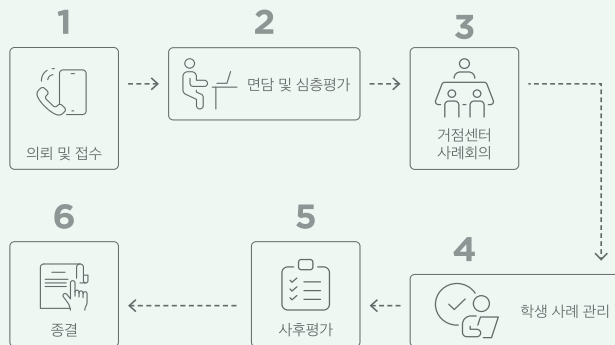 1
의뢰 및 접수
2
면담 및 심층평가
3
거점센터
사례회의
4
학생 사례 관리
5
사후평가
6
종결